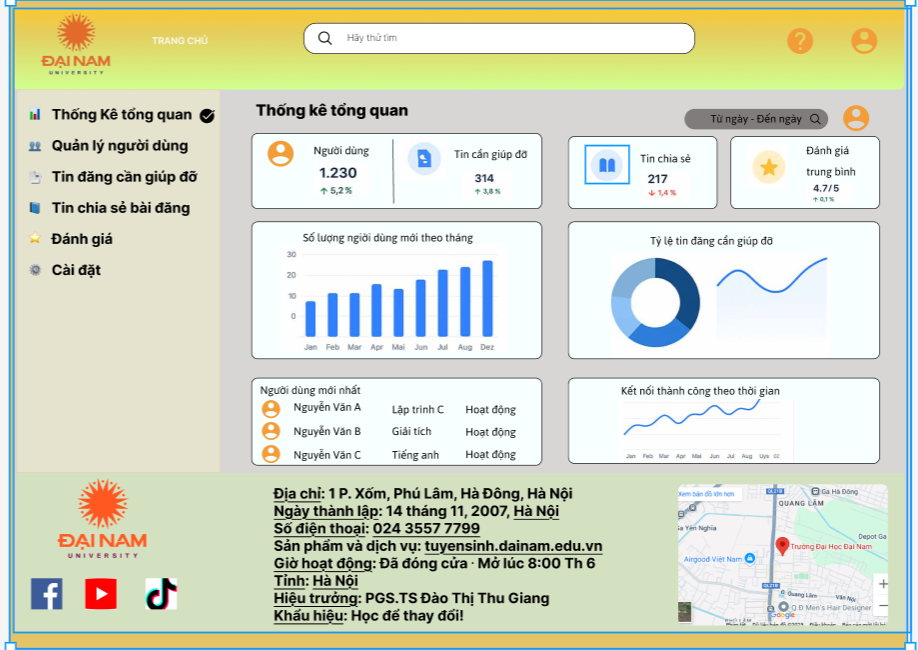 ĐẠI NAM
UNIVERSITY
TRANG CHỦ
Hãy thử tìm
Thống Kê tổng quan
Quản lý người dùng
Tin đăng cần giúp đỡ
Tin chia sẻ bài đăng
Đánh giá
Cài đặt
Thống kê tổng quan
Từ ngày - Đến ngày
Người dùng
1.230
↑ 5,2 %
Tin cần giúp đỡ
314
↑ 3,8 %
Tin chia sẻ
217
↓ 1,4 %
Đánh giá
trung bình
4.7/5
↑ 0,1 %
Số lượng ngiời dùng mới theo tháng
30
20
10
0
Jan Feb Mar Apr Mai Jun Jul Aug Dez
Tỷ lệ tin đăng cần giúp đỡ
Người dùng mới nhất
Nguyễn Văn A Lập trình C Hoạt động
Nguyễn Văn B Giải tích Hoạt động
Nguyễn Văn C Tiếng anh Hoạt động
Kết nối thành công theo thời gian
Jan Feb Mar Apr Mai Jun Jul Aug Uys
ĐẠI NAM
UNIVERSITY
Địa chỉ: 1 P. Xốm, Phú Lâm, Hà Đông, Hà Nội
Ngày thành lập: 14 tháng 11, 2007, Hà Nội
Số điện thoại: 024 3557 7799
Sản phẩm và dịch vụ: tuyensinh.dainam.edu.vn
Giờ hoạt động: Đã đóng cửa · Mở lúc 8:00 Th 6
Tỉnh: Hà Nội
Hiệu trưởng: PGS.TS Đào Thị Thu Giang
Khẩu hiệu: Học để thay đổi!
Xem bản đồ lớn hơn
QL21B
Ga Hà Đông
QUANG LÃM
Ga Yên Nghĩa
Depot Ga
Trường Đại Học Đại Nam
Airgood Việt Nam
QL21B
Quang Lãm
Văn Nội
Q Đ Men's Hair Designer
Google